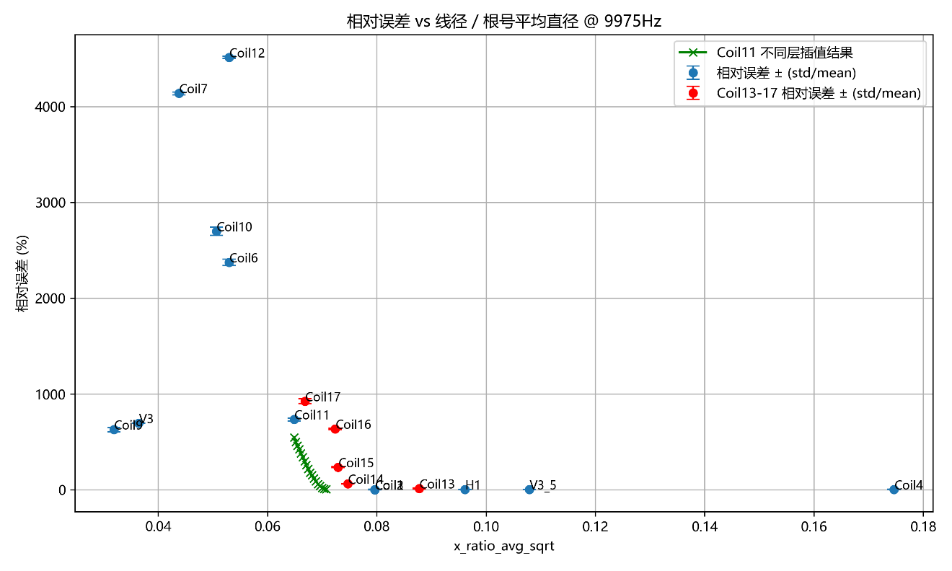 相对误差 vs 线径 / 根号平均直径 @ 9975Hz
Coil11 不同层插值结果
相对误差 ± (std/mean)
Coil13-17 相对误差 ± (std/mean)
相对误差 (%)
4000
3000
2000
1000
0
Coil12
Coil7
Coil10
Coil6
Coil17
Coil11
V3
Coil16
Coil15
Coil14
Coil13
H1
V3_5
Coil4
0.04
0.06
0.08
0.10
0.12
0.14
0.16
0.18
x_ratio_avg_sqrt